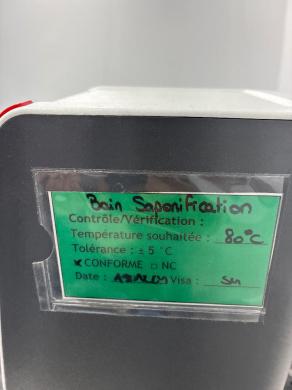 Bain Saponification
Contrôle/Vérification :
Température souhaitée : 80°C
Tolérance : ± 5 °C
☒ CONFORME □ NC
Date : Visa :